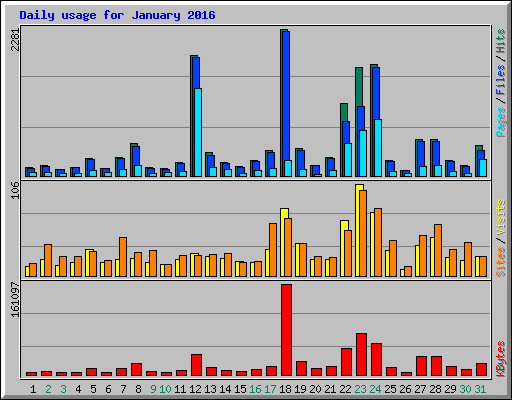 Daily usage for January 2016
2281
Pages / Files / Hits
106
Sites / Visits
161097
KBytes
1 2 3 4 5 6 7 8 9 10 11 12 13 14 15 16 17 18 19 20 21 22 23 24 25 26 27 28 29 30 31